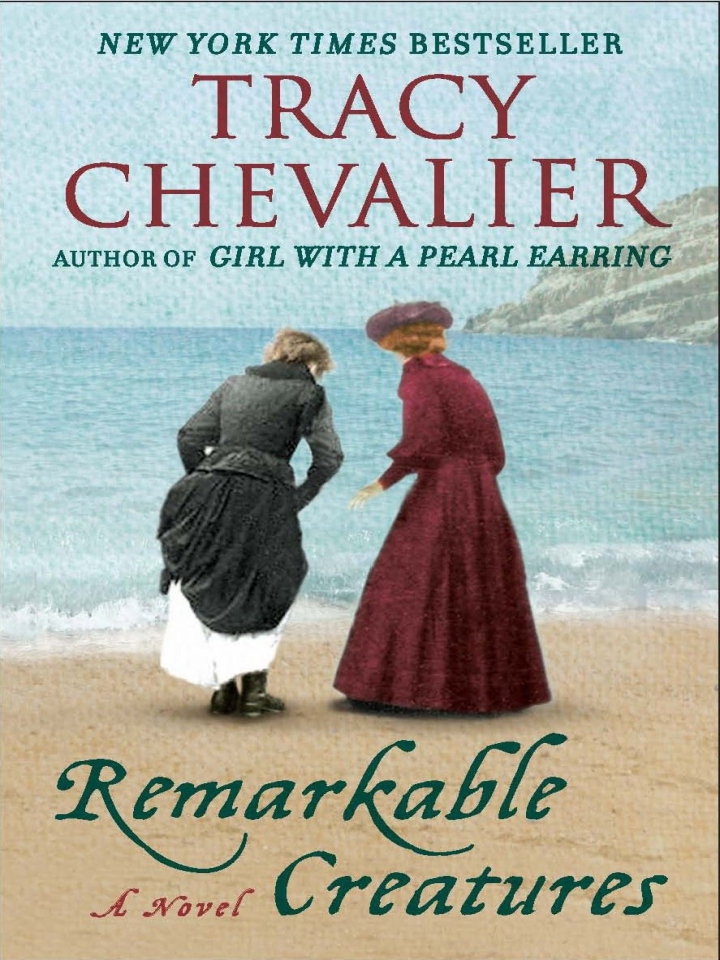 NEW YORK TIMES BESTSELLER
TRACY
CHEVALIER
AUTHOR OF GIRL WITH A PEARL EARRING
Remarkable
A Novel Creatures